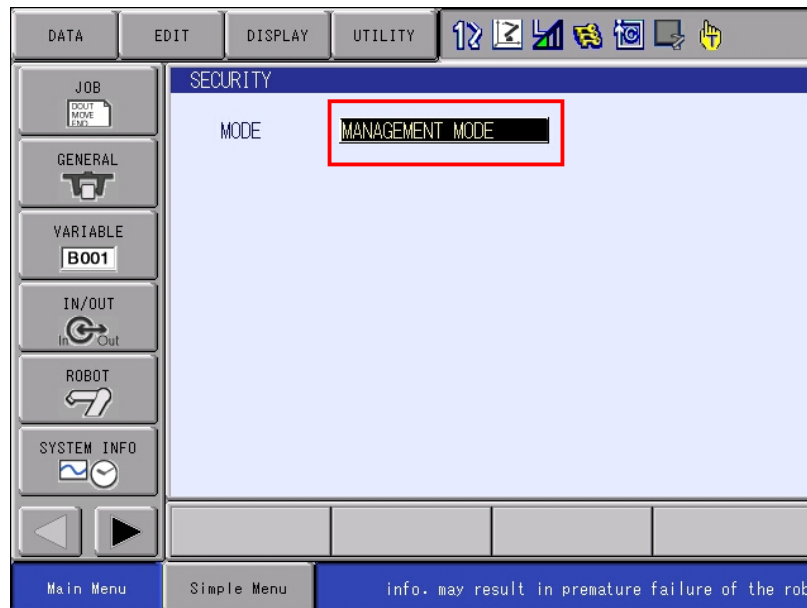 DATA
EDIT
DISPLAY
UTILITY
JOB
DOUT
MOVE
END
GENERAL
VARIABLE
B001
IN/OUT
In Out
ROBOT
SYSTEM INFO
SECURITY
MODE
MANAGEMENT MODE
Main Menu
Simple Menu
info. may result in premature failure of the rob